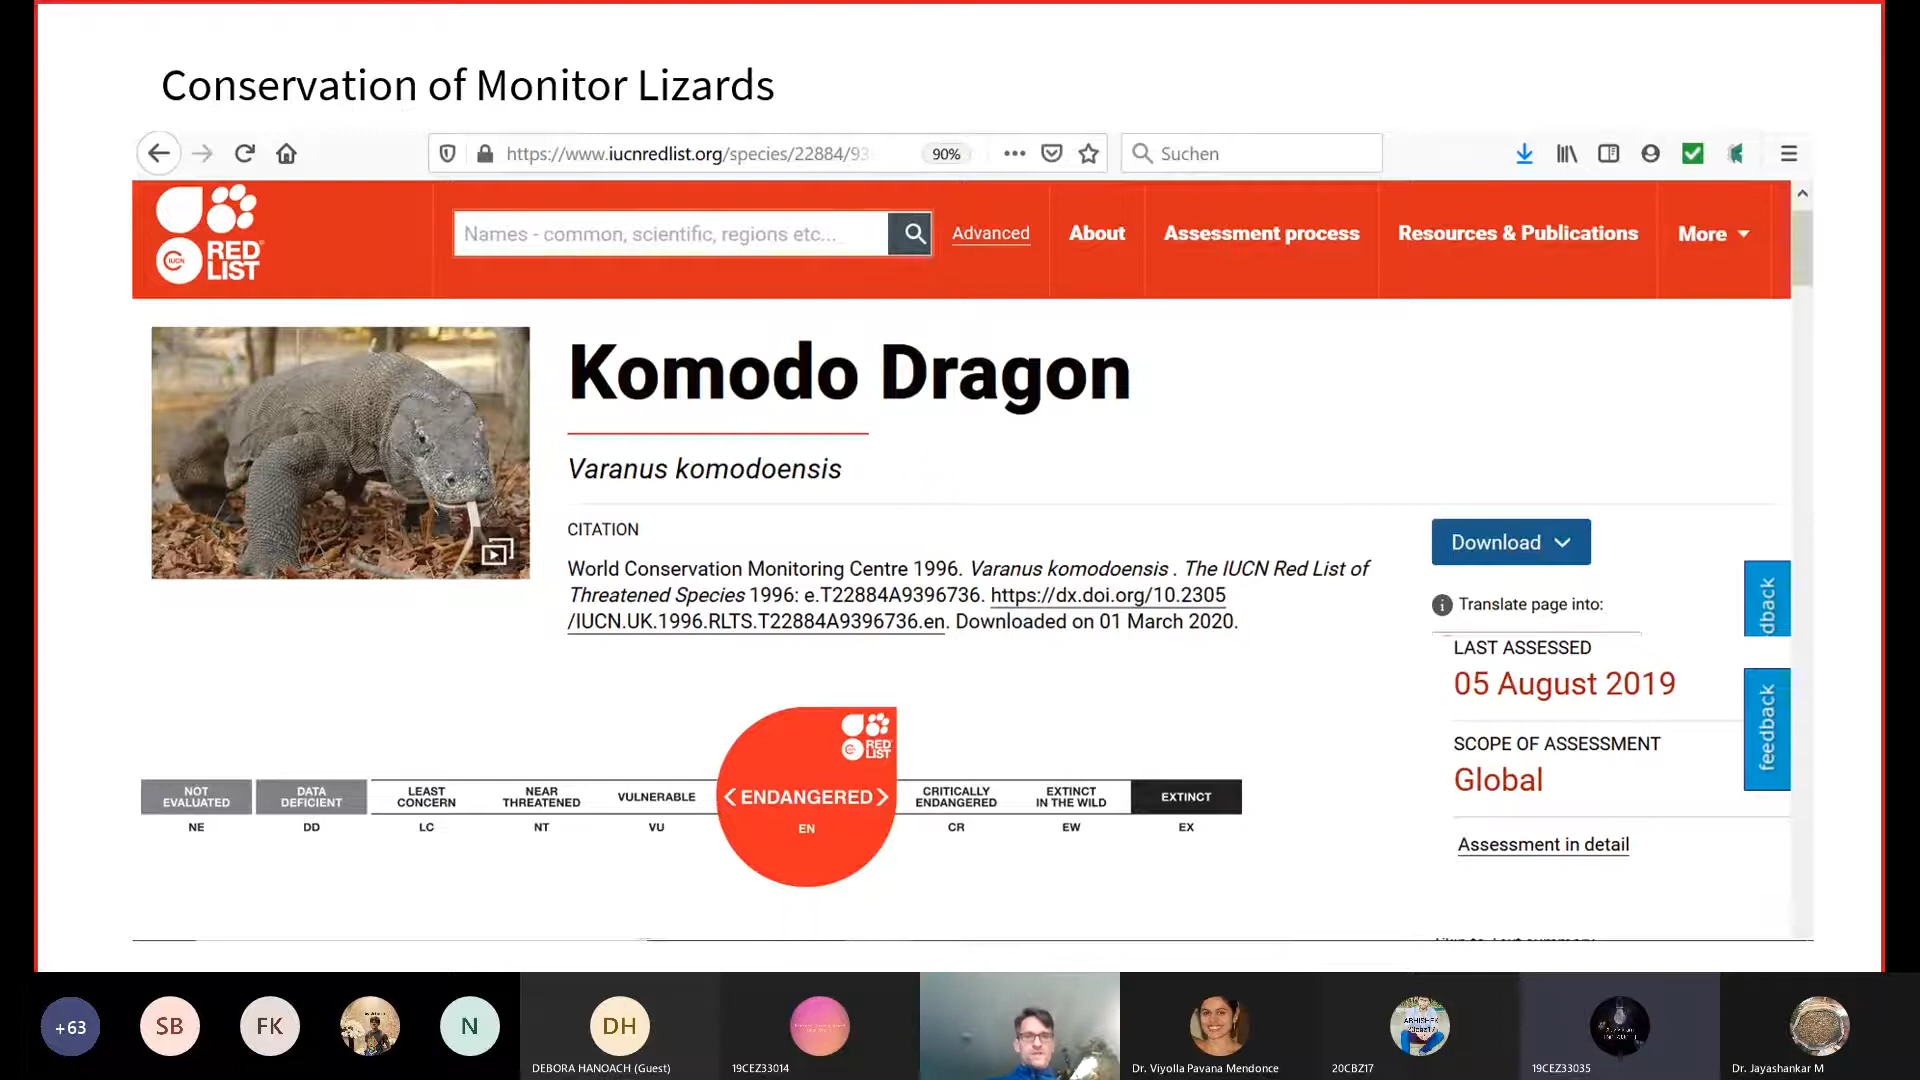 Conservation of Monitor Lizards
https://www.iucnredlist.org/species/22884/93
90%
Suchen
IUCN
RED
LIST
Names - common, scientific, regions etc...
Advanced
About
Assessment process
Resources & Publications
More
Komodo Dragon
Varanus komodoensis
CITATION
World Conservation Monitoring Centre 1996. Varanus komodoensis . The IUCN Red List of
Threatened Species 1996: e.T22884A9396736. https://dx.doi.org/10.2305
/IUCN.UK.1996.RLTS.T22884A9396736.en. Downloaded on 01 March 2020.
Download
Translate page into:
dback
LAST ASSESSED
05 August 2019
feedback
SCOPE OF ASSESSMENT
Global
Assessment in detail
RED
LIST
NOT
EVALUATED
NE
DATA
DEFICIENT
DD
LEAST
CONCERN
LC
NEAR
THREATENED
NT
VULNERABLE
VU
<ENDANGERED>
EN
CRITICALLY
ENDANGERED
CR
EXTINCT
IN THE WILD
EW
EXTINCT
EX
+63
SB
FK
N
DH
DEBORA HANOACH (Guest)
19CEZ33014
Dr. Viyolla Pavana Mendonce
ABHISHEK
20cbz17
20CBZ17
19CEZ33035
Dr. Jayashankar M